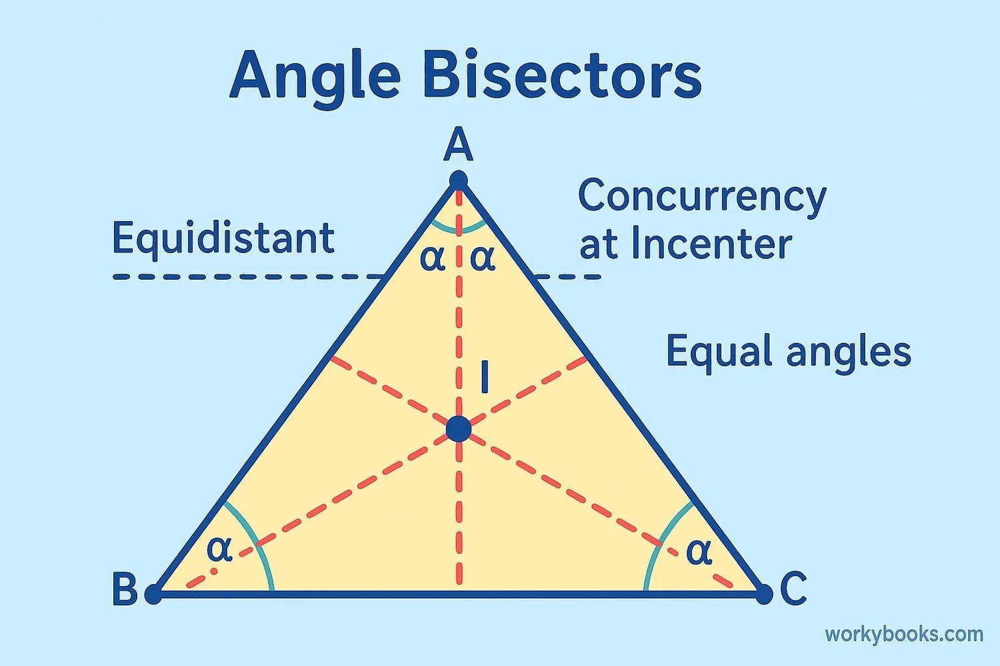 Angle Bisectors
A
Equidistant
Concurrency
at Incenter
α α
Equal angles
I
α
α
B
C
workybooks.com